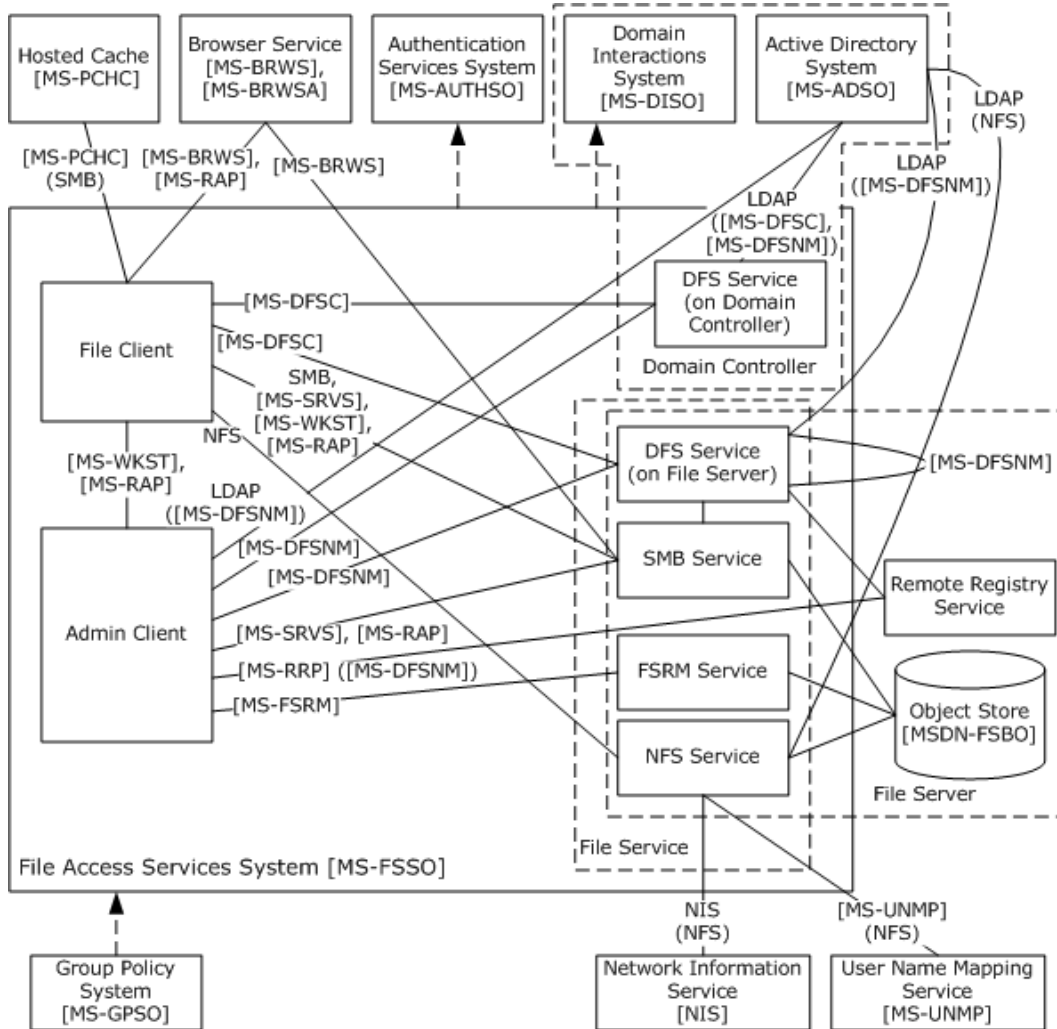 Hosted Cache
[MS-PCHC]
Browser Service
[MS-BRWS],
[MS-BRWSA]
Authentication
Services System
[MS-AUTHSO]
Domain
Interactions
System
[MS-DISO]
Active Directory
System
[MS-ADSO]
LDAP
(NFS)
[MS-PCHC]
(SMB)
[MS-BRWS],
[MS-RAP]
[MS-BRWS]
LDAP
([MS-DFSNM])
LDAP
([MS-DFSC],
[MS-DFSNM])
File Client
[MS-DFSC]
DFS Service
(on Domain
Controller)
Domain Controller
[MS-DFSC]
SMB,
[MS-SRVS],
[MS-WKST],
[MS-RAP]
NFS
[MS-WKST],
[MS-RAP]
DFS Service
(on File Server)
[MS-DFSNM]
LDAP
([MS-DFSNM])
[MS-DFSNM]
[MS-DFSNM]
SMB Service
Remote Registry
Service
Admin Client
[MS-SRVS], [MS-RAP]
[MS-RRP] ([MS-DFSNM])
[MS-FSRM]
FSRM Service
Object Store
[MSDN-FSBO]
NFS Service
File Server
File Service
File Access Services System [MS-FSSO]
NIS
(NFS)
[MS-UNMP]
(NFS)
Group Policy
System
[MS-GPSO]
Network Information
Service
[NIS]
User Name Mapping
Service
[MS-UNMP]